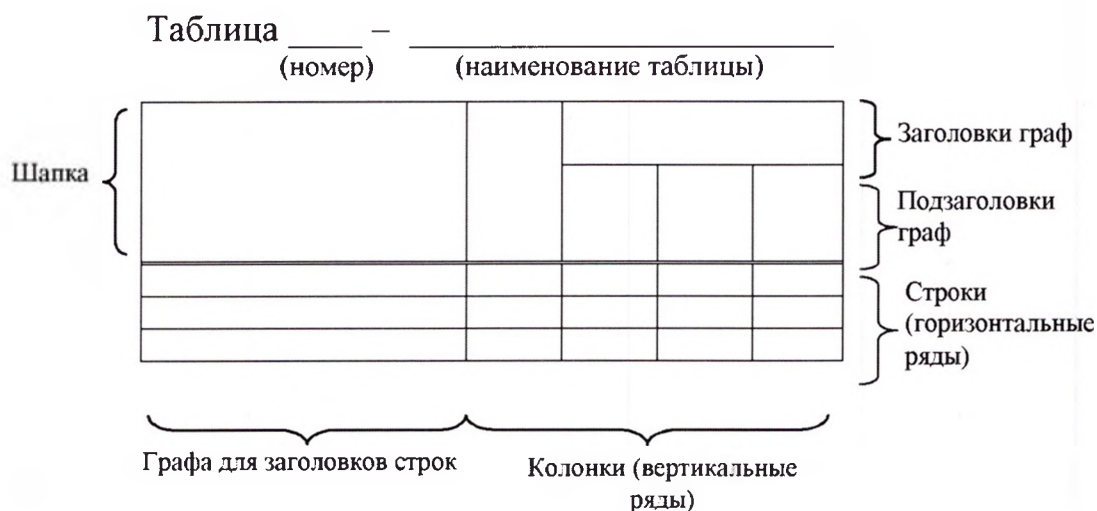 Таблица ____ – ____________________
(номер) (наименование таблицы)
Шапка
Заголовки граф
Подзаголовки
граф
Строки
(горизонтальные
ряды)
Графа для заголовков строк
Колонки (вертикальные
ряды)